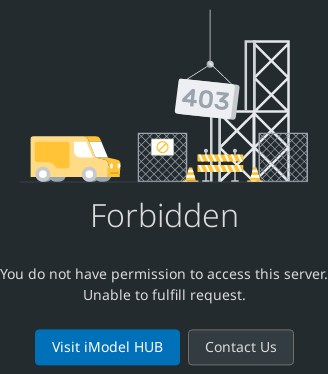 403
Forbidden
You do not have permission to access this server.
Unable to fulfill request.
Visit iModel HUB
Contact Us